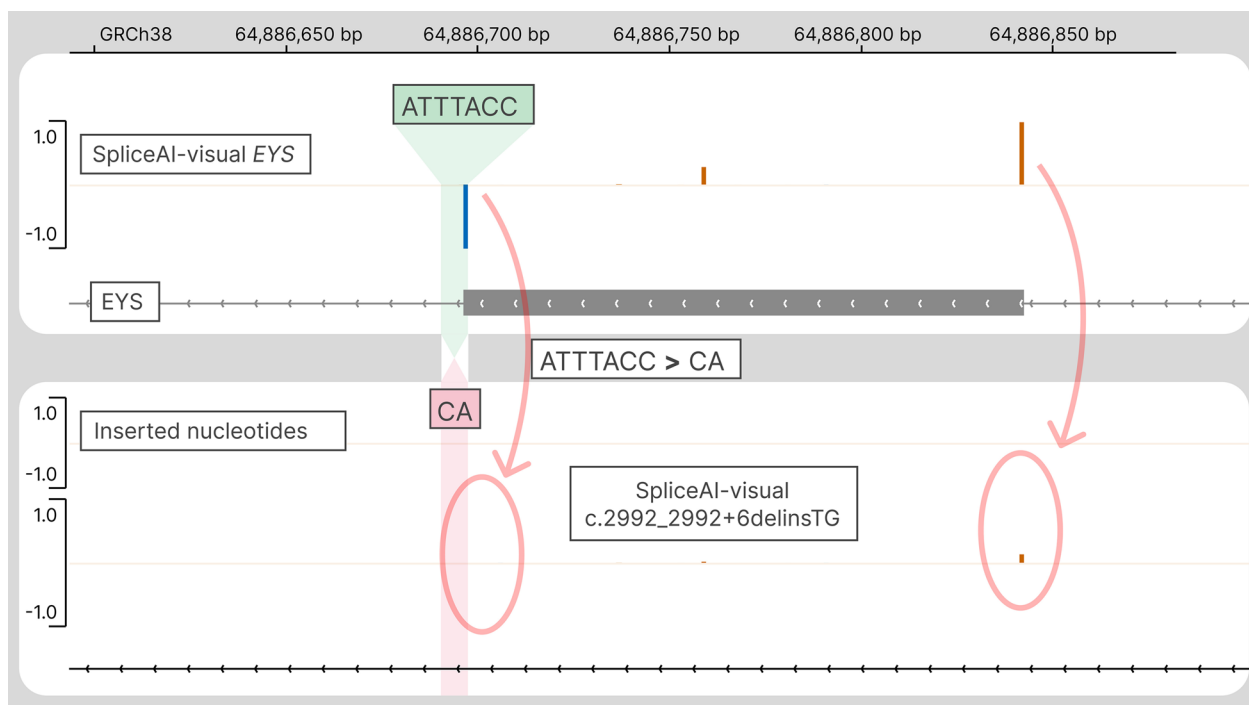 GRCh38 64,886,650 bp 64,886,700 bp 64,886,750 bp 64,886,800 bp 64,886,850 bp
ATTTACC
1.0
SpliceAI-visual EYS
-1.0
EYS
ATTTACC > CA
CA
1.0
Inserted nucleotides
-1.0
SpliceAI-visual
1.0
c.2992_2992+6delinsTG
-1.0